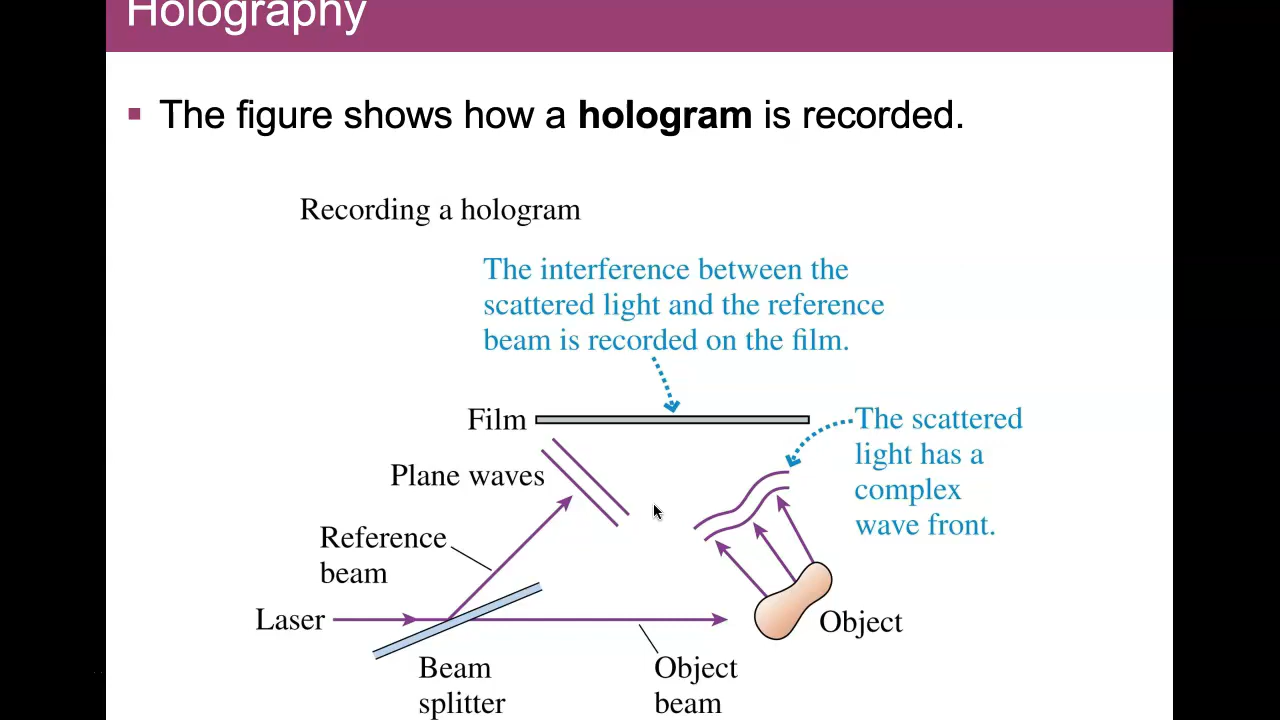 Holography
The figure shows how a hologram is recorded.
Recording a hologram
The interference between the
scattered light and the reference
beam is recorded on the film.
Film
The scattered
light has a
complex
wave front.
Plane waves
Reference
beam
Laser
Object
Beam
splitter
Object
beam